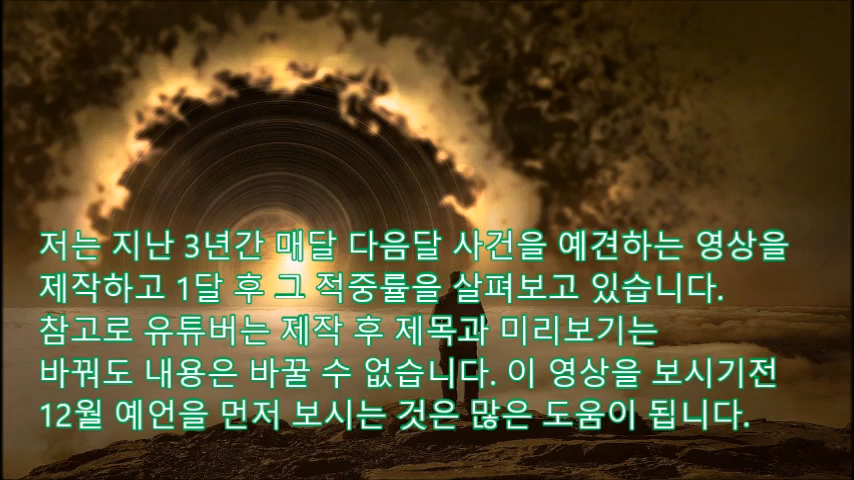 저는 지난 3년간 매달 다음달 사건을 예견하는 영상을
제작하고 1달 후 그 적중률을 살펴보고 있습니다.
참고로 유튜버는 제작 후 제목과 미리보기는
바꿔도 내용은 바꿀 수 없습니다. 이 영상을 보시기전
12월 예언을 먼저 보시는 것은 많은 도움이 됩니다.